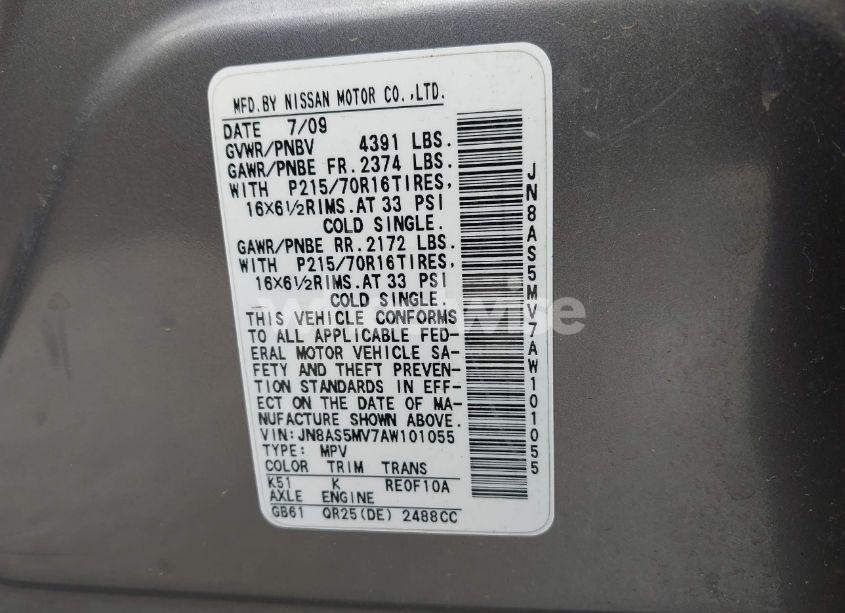 MFD.BY NISSAN MOTOR CO.,LTD.
DATE 7/09
GVWR/PNBV 4391 LBS.
GAWR/PNBE FR.2374 LBS.
WITH P215/70R16TIRES,
16X6½RIMS.AT 33 PSI
COLD SINGLE.
GAWR/PNBE RR.2172 LBS.
WITH P215/70R16TIRES,
16X6½RIMS.AT 33 PSI
COLD SINGLE.
THIS VEHICLE CONFORMS
TO ALL APPLICABLE FED-
ERAL MOTOR VEHICLE SA-
FETY AND THEFT PREVEN-
TION STANDARDS IN EFF-
ECT ON THE DATE OF MA-
NUFACTURE SHOWN ABOVE.
VIN:JN8AS5MV7AW101055
TYPE: MPV
COLOR TRIM TRANS
K51 K RE0F10A
AXLE ENGINE
GB61 QR25(DE) 2488CC
JN8AS5MV7AW101055